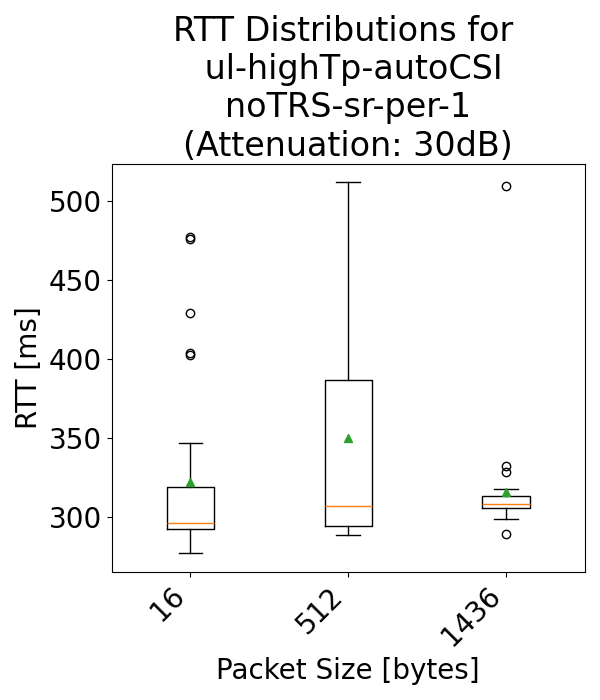 RTT Distributions for
ul-highTp-autoCSI
noTRS-sr-per-1
(Attenuation: 30dB)
500
450
400
350
300
RTT [ms]
16
512
1436
Packet Size [bytes]